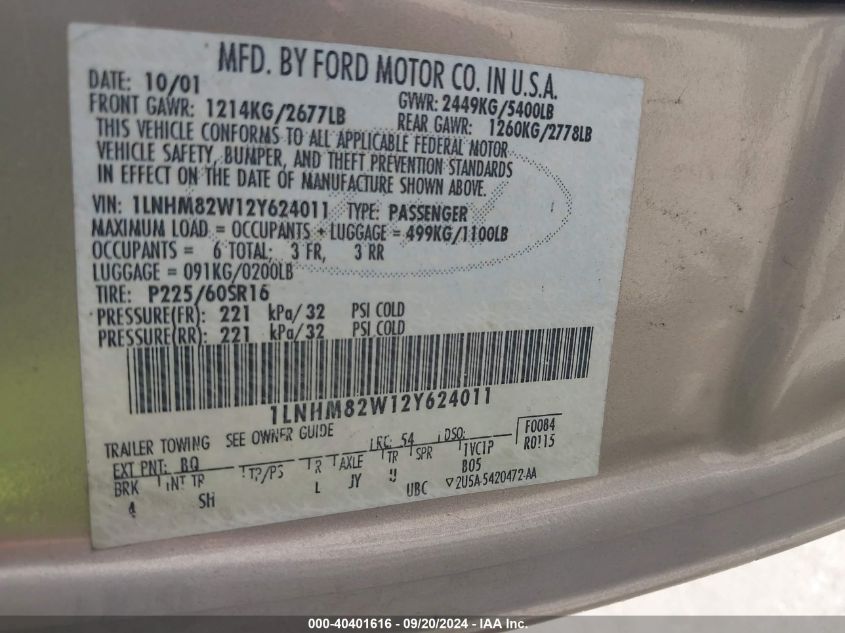 MFD. BY FORD MOTOR CO. IN U.S.A.
DATE: 10/01 GVWR: 2449KG/5400LB
FRONT GAWR: 1214KG/2677LB REAR GAWR: 1260KG/2778LB
THIS VEHICLE CONFORMS TO ALL APPLICABLE FEDERAL MOTOR
VEHICLE SAFETY, BUMPER, AND THEFT PREVENTION STANDARDS
IN EFFECT ON THE DATE OF MANUFACTURE SHOWN ABOVE.
VIN: 1LNHM82W12Y624011 TYPE: PASSENGER
MAXIMUM LOAD = OCCUPANTS + LUGGAGE = 499KG/1100LB
OCCUPANTS = 6 TOTAL: 3 FR, 3 RR
LUGGAGE = 091KG/0200LB
TIRE: P225/60SR16
PRESSURE(FR): 221 kPa/32 PSI COLD
PRESSURE(RR): 221 kPa/32 PSI COLD
1LNHM82W12Y624011
TRAILER TOWING SEE OWNER GUIDE
F0084
EXT PNT: BQ LRC: 54 DSO: R0115
BRK INT TR TP/PS R AXLE TR SPR 1VC1P
4 SH L JY U B05
UBC 2U5A-5420472-AA
000-40401616 - 09/20/2024 - IAA Inc.